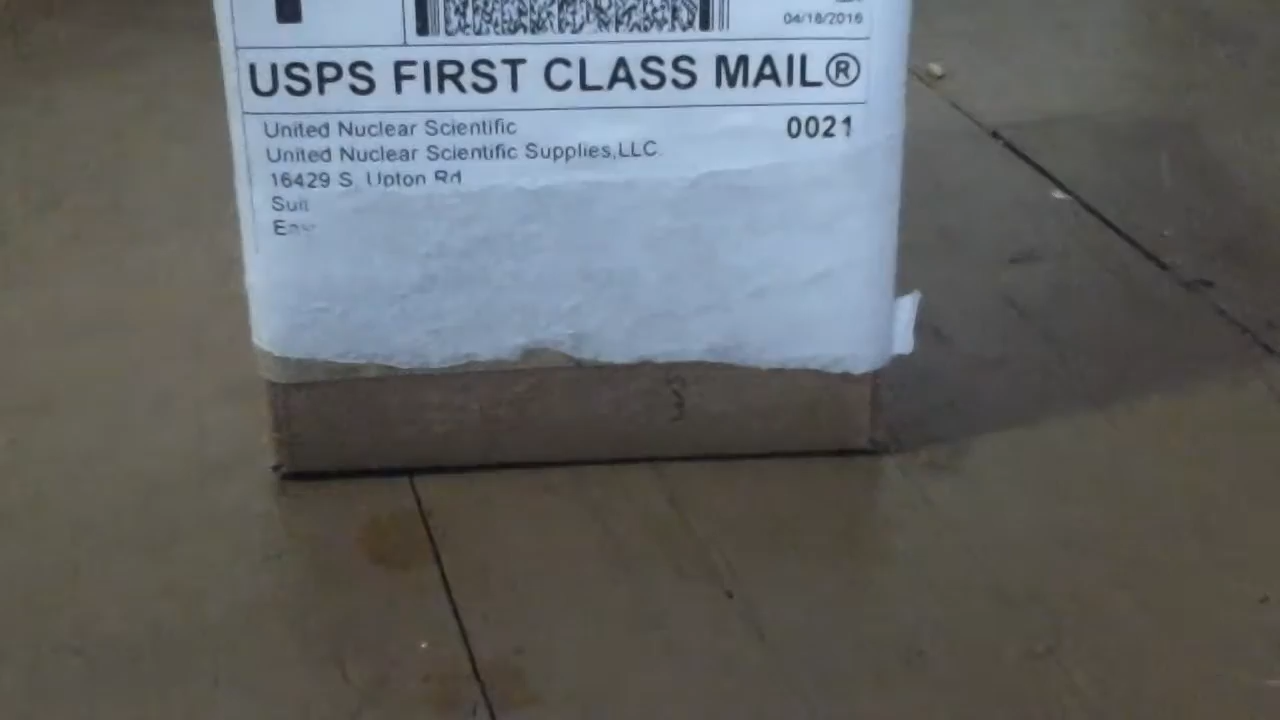 04/18/2016
USPS FIRST CLASS MAIL®
United Nuclear Scientific
0021
United Nuclear Scientific Supplies,LLC.
16429 S. Upton Rd